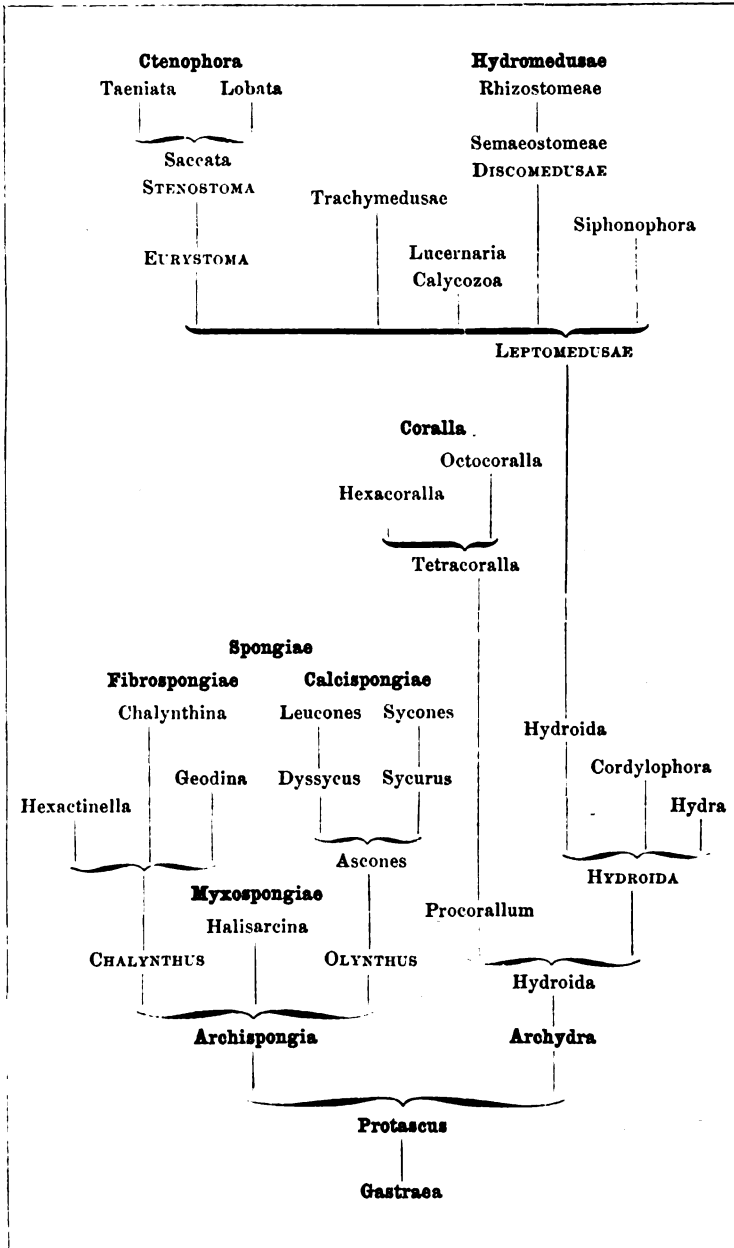 Ctenophora
Hydromedusae
Taeniata Lobata
Rhizostomeae
Semaeostomeae
Saccata
DISCOMEDUSAE
STENOSTOMA
Trachymedusae
Siphonophora
EURYSTOMA
Lucernaria
Calycozoa
LEPTOMEDUSAE
Coralla
Octocoralla
Hexacoralla
Tetracoralla
Spongiae
Fibrospongiae Calcispongiae
Chalynthina Leucones Sycones
Hydroida
Cordylophora
Geodina Dyssycus Sycurus
Hexactinella
Hydra
Ascones
HYDROIDA
Myxospongiae
Procorallum
Halisarcina
CHALYNTHUS OLYNTHUS
Hydroida
Archispongia Archydra
Protascus
Gastraea